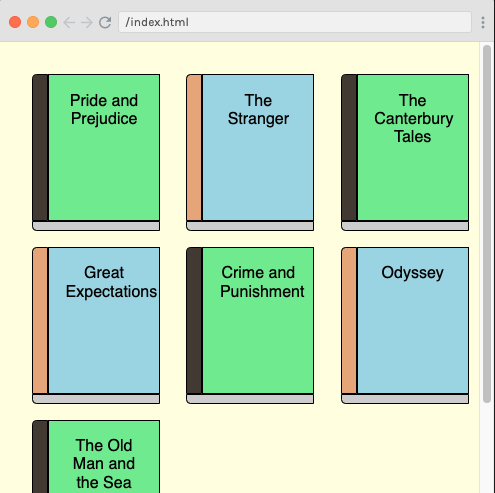 /index.html
Pride and
Prejudice
The
Stranger
The
Canterbury
Tales
Great
Expectations
Crime and
Punishment
Odyssey
The Old
Man and
the Sea